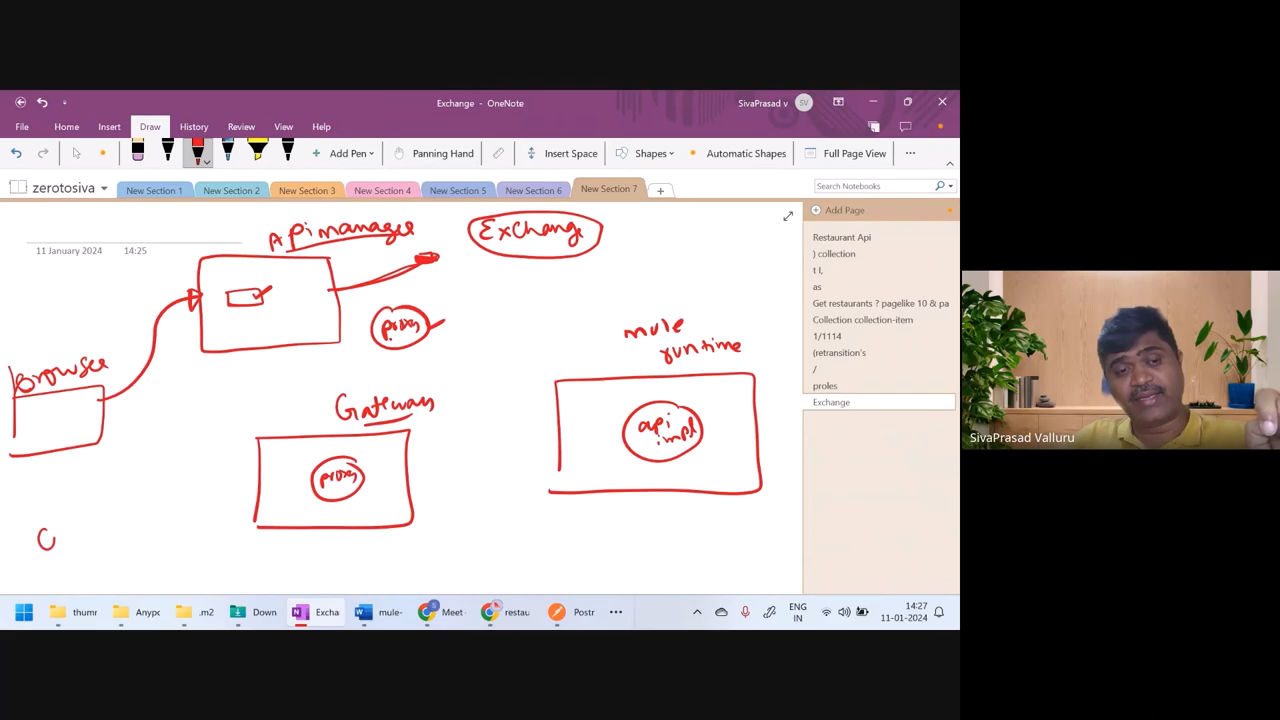 Exchange - OneNote
SivaPrasad v
SV
File
Home
Insert
Draw
History
Review
View
Help
Add Pen
Panning Hand
Insert Space
Shapes
Automatic Shapes
Full Page View
zerotosiva
New Section 1
New Section 2
New Section 3
New Section 4
New Section 5
New Section 6
New Section 7
Search Notebooks
11 January 2024
14:25
Api manager
Exchange
proxy
Browser
Gateway
proxy
mule
runtime
api
impl
C
Add Page
Restaurant Api
) collection
t l,
as
Get restaurants ? pagelike 10 & pa
Collection collection-item
1/1114
(retransition's
/
proles
Exchange
SivaPrasad Valluru
thumr
Anypc
.m2
Down
Excha
mule-
Meet
restau
Postr
ENG
IN
14:27
11-01-2024